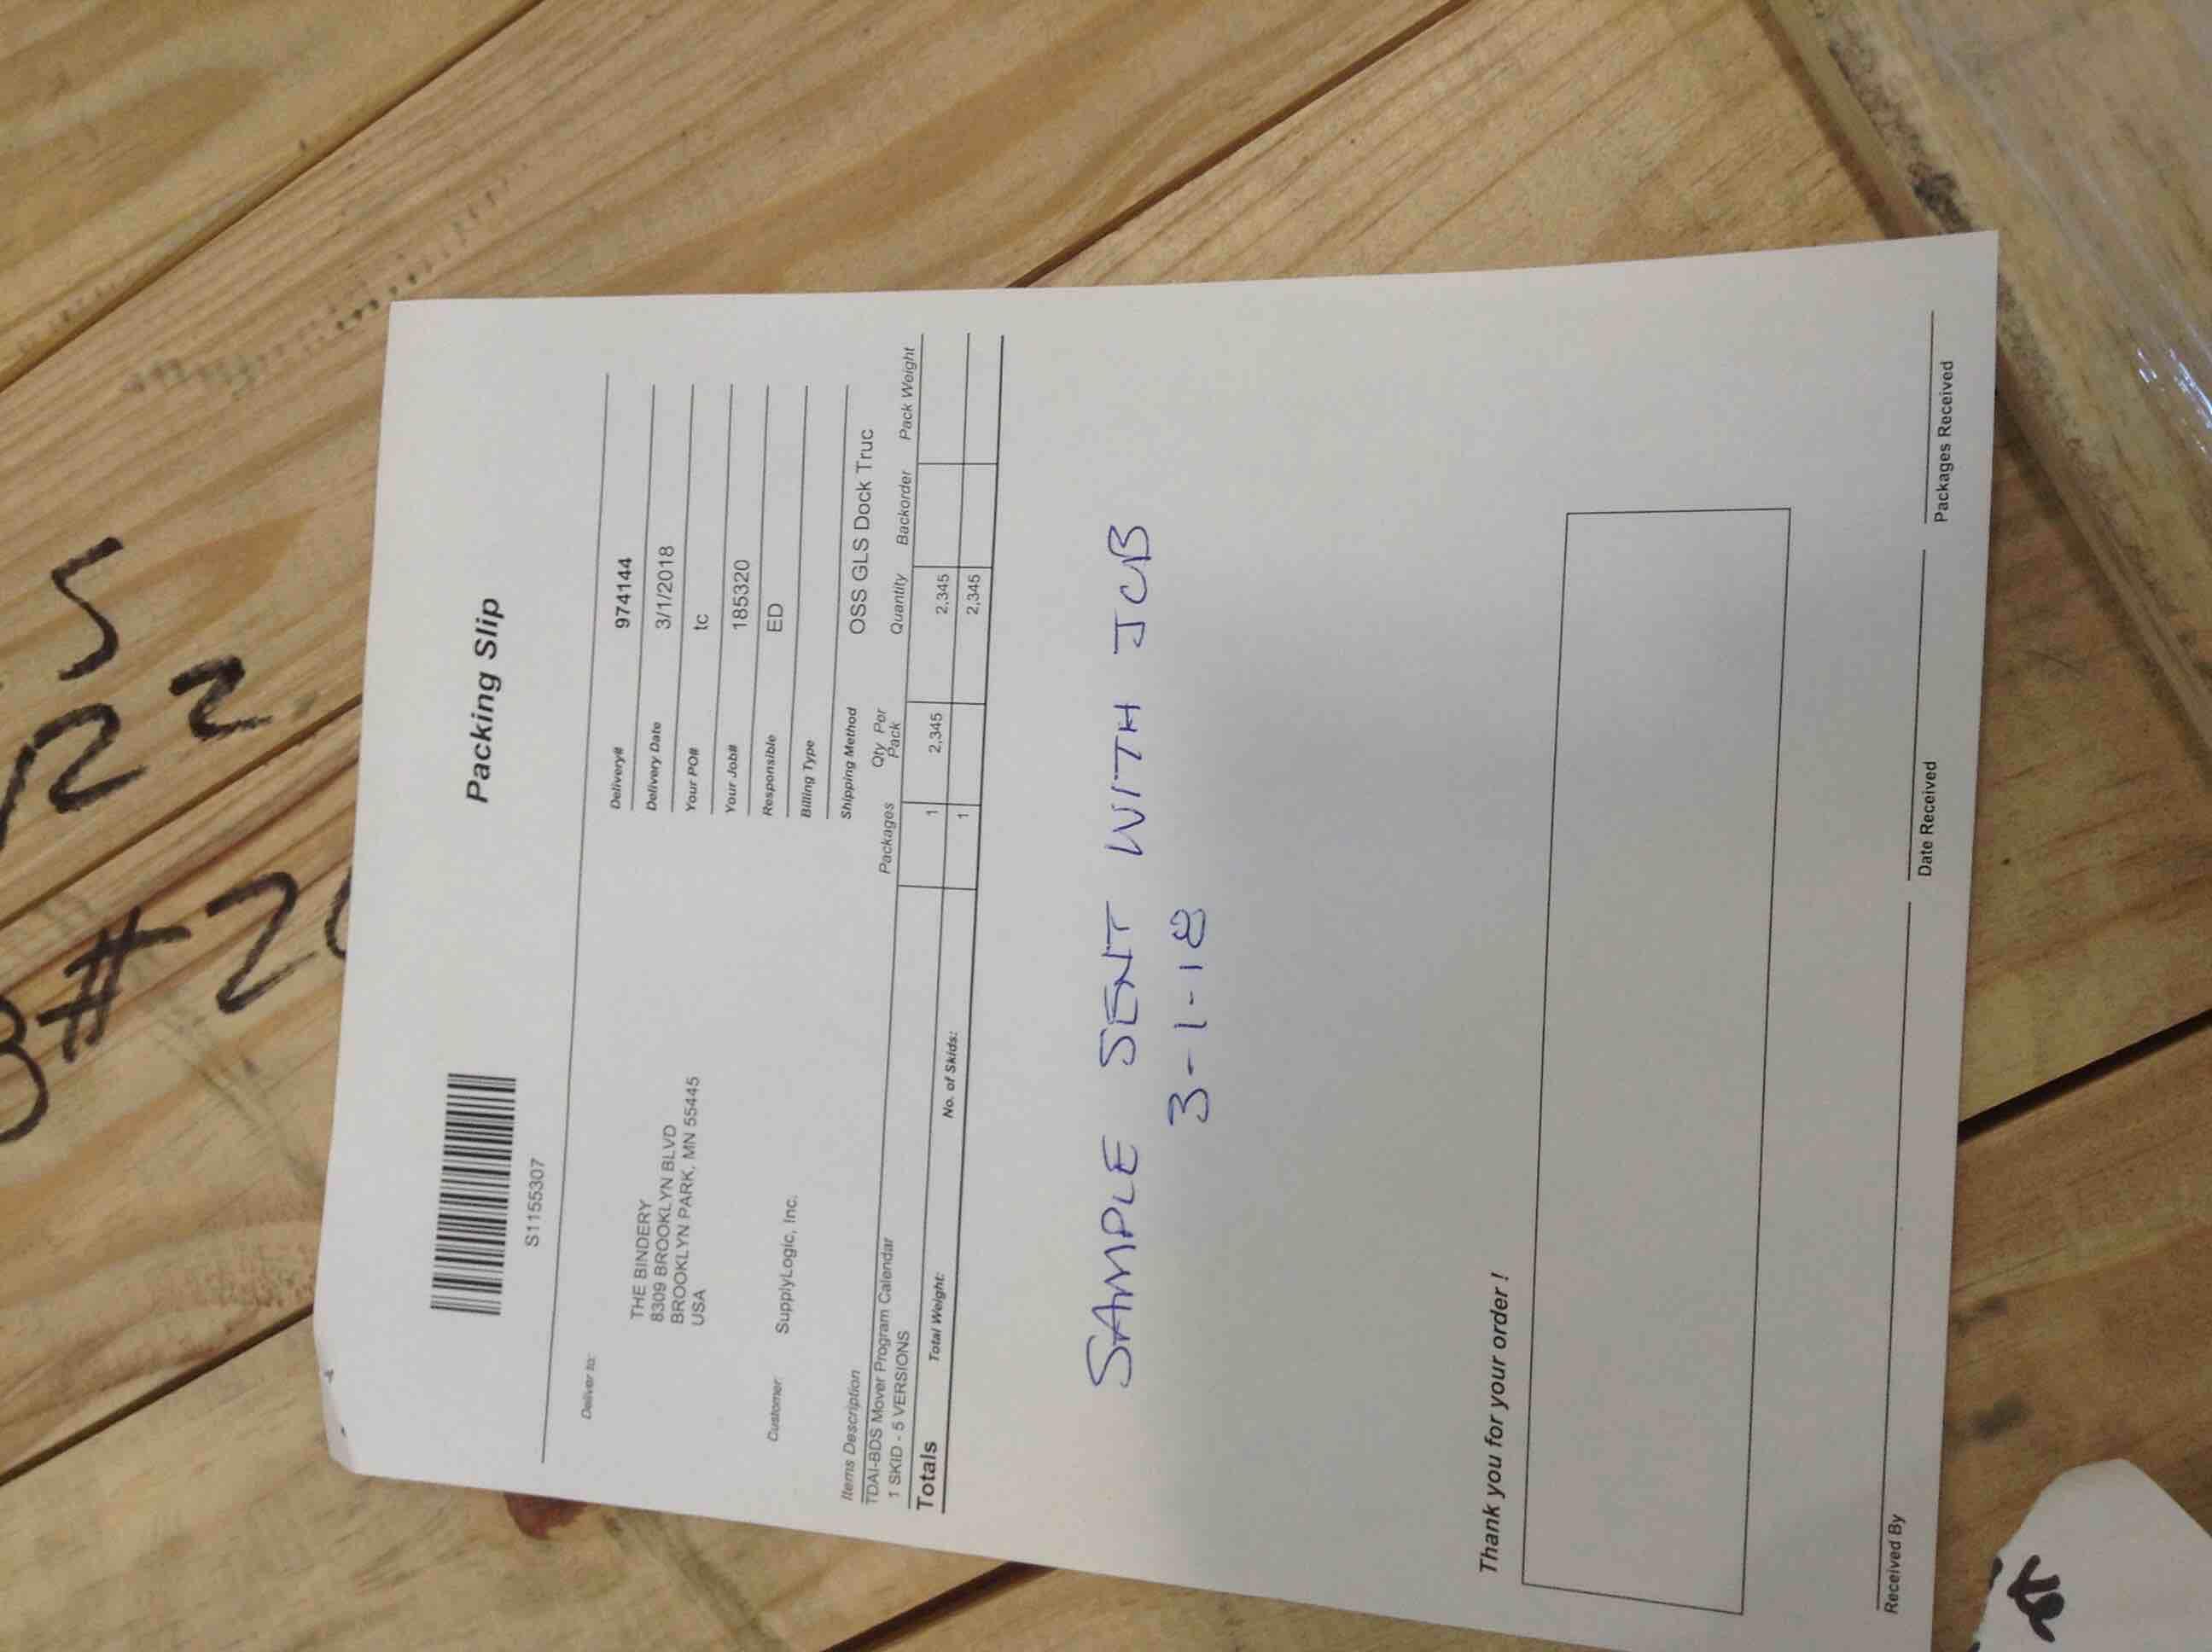 Packing Slip
S1155307
Deliver to:
THE BINDERY
8309 BROOKLYN BLVD
BROOKLYN PARK, MN 55445
USA
Customer: SupplyLogic, Inc.
Delivery# 974144
Delivery Date 3/1/2018
Your PO# tc
Your Job# 185320
Responsible ED
Billing Type
Shipping Method OSS GLS Dock Truc
Items Description Packages Qty Per Pack Quantity Backorder Pack Weight
TDAI-BDS Mover Program Calendar 1 2,345 2,345
1 SKID - 5 VERSIONS
Totals Total Weight: No. of Skids: 1 2,345
SAMPLE SENT WITH JOB
3-1-18
Thank you for your order !
Received By Date Received Packages Received